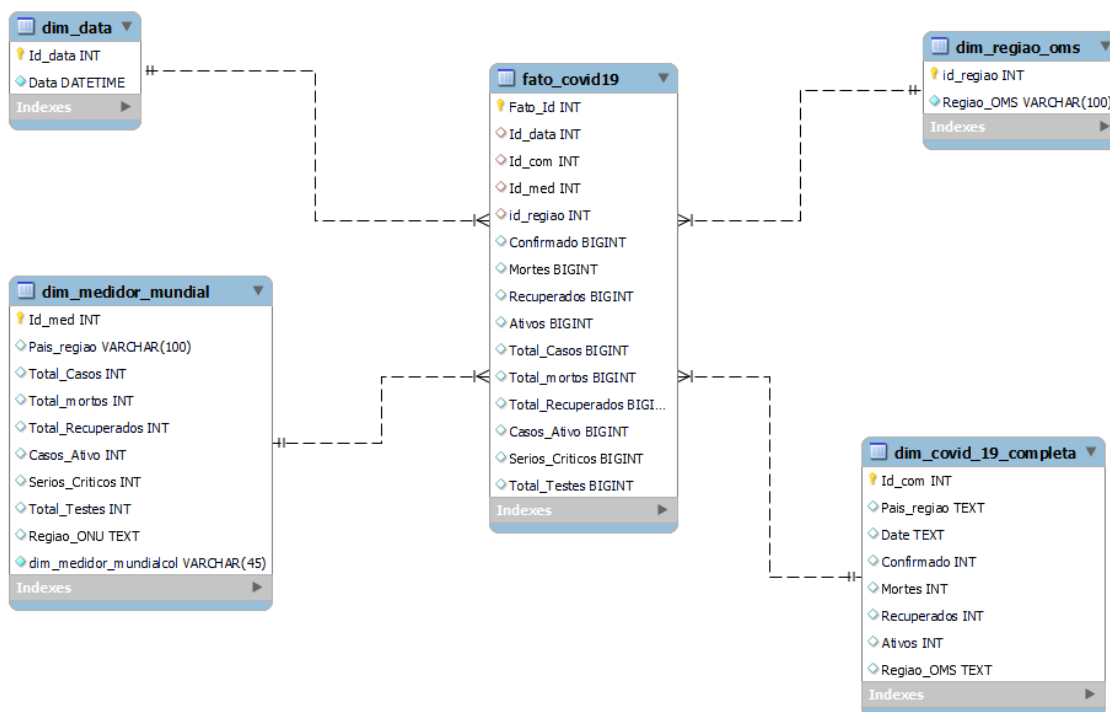 dim_data
Id_data INT
Data DATETIME
Indexes
fato_covid19
Fato_Id INT
Id_data INT
Id_com INT
Id_med INT
id_regiao INT
Confirmado BIGINT
Mortes BIGINT
Recuperados BIGINT
Ativos BIGINT
Total_Casos BIGINT
Total_mortos BIGINT
Total_Recuperados BIGI...
Casos_Ativo BIGINT
Serios_Criticos BIGINT
Total_Testes BIGINT
Indexes
dim_regiao_oms
id_regiao INT
Regiao_OMS VARCHAR(100)
Indexes
dim_medidor_mundial
Id_med INT
Pais_regiao VARCHAR(100)
Total_Casos INT
Total_mortos INT
Total_Recuperados INT
Casos_Ativo INT
Serios_Criticos INT
Total_Testes INT
Regiao_ONU TEXT
dim_medidor_mundialcol VARCHAR(45)
Indexes
dim_covid_19_completa
Id_com INT
Pais_regiao TEXT
Date TEXT
Confirmado INT
Mortes INT
Recuperados INT
Ativos INT
Regiao_OMS TEXT
Indexes